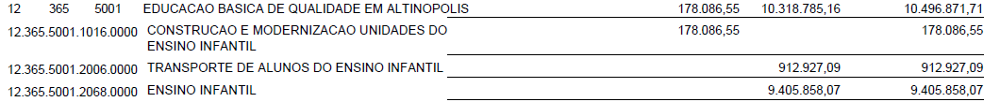 12 365 5001 EDUCACAO BASICA DE QUALIDADE EM ALTINOPOLIS 178.086,55 10.318.785,16 10.496.871,71
12.365.5001.1016.0000 CONSTRUCAO E MODERNIZACAO UNIDADES DO 178.086,55 178.086,55
ENSINO INFANTIL
12.365.5001.2006.0000 TRANSPORTE DE ALUNOS DO ENSINO INFANTIL 912.927,09 912.927,09
12.365.5001.2068.0000 ENSINO INFANTIL 9.405.858,07 9.405.858,07